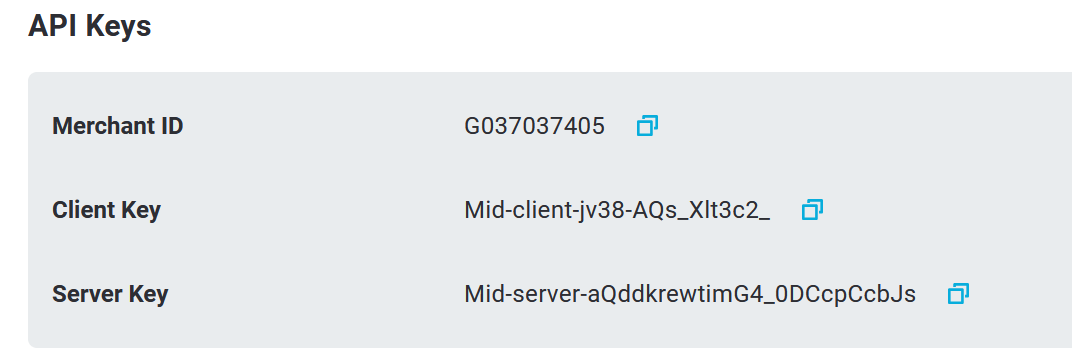 API Keys
Merchant ID G037037405
Client Key Mid-client-jv38-AQs_Xlt3c2_
Server Key Mid-server-aQddkrewtimG4_0DCcpCcbJs